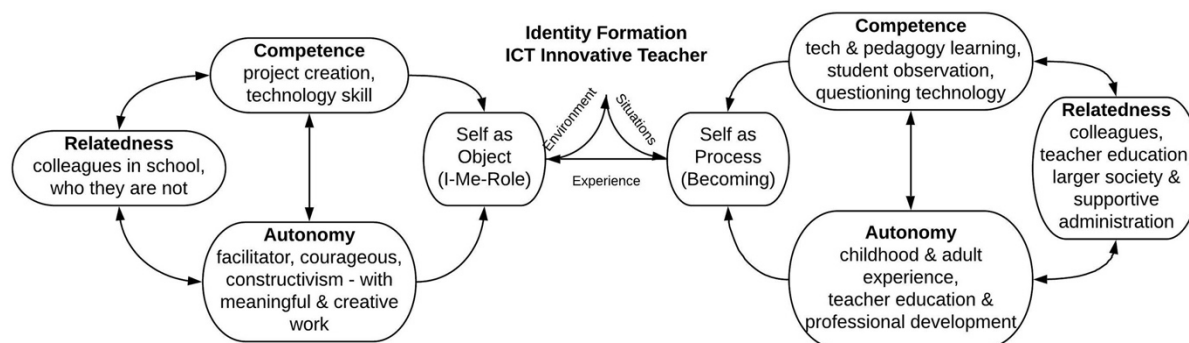 Identity Formation
ICT Innovative Teacher
Competence
project creation,
technology skill
Relatedness
colleagues in school,
who they are not
Autonomy
facilitator, courageous,
constructivism - with
meaningful & creative
work
Self as
Object
(I-Me-Role)
Environment
Situations
Experience
Self as
Process
(Becoming)
Competence
tech & pedagogy learning,
student observation,
questioning technology
Relatedness
colleagues,
teacher education
larger society &
supportive
administration
Autonomy
childhood & adult
experience,
teacher education &
professional development